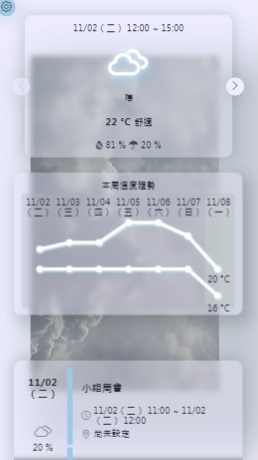 11/02 (二) 12:00 ~ 15:00
陰
22 °C 舒適
81 % 20 %
本周溫度趨勢
11/02 11/03 11/04 11/05 11/06 11/07 11/08
(二) (三) (四) (五) (六) (日) (一)
20 °C
16 °C
11/02
(二)
20 %
小組周會
11/02 (二) 11:00 ~ 11/02
(二) 12:00
尚未設定